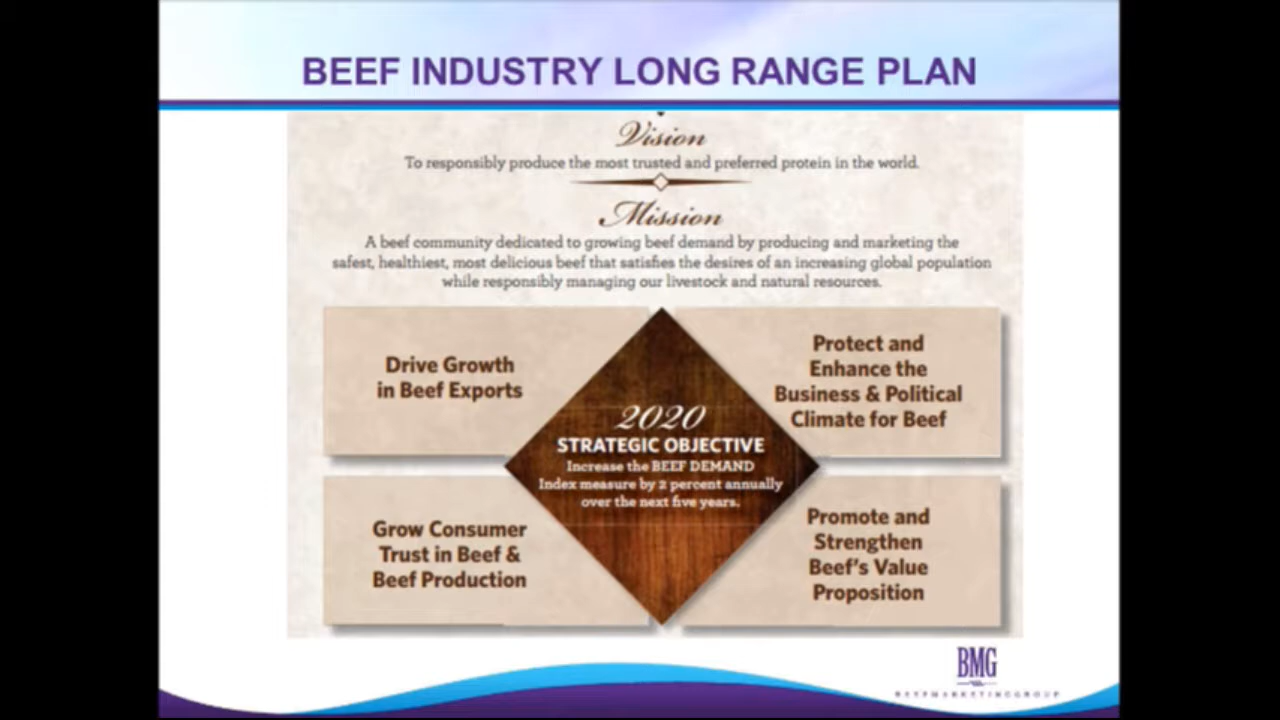 BEEF INDUSTRY LONG RANGE PLAN
Vision
To responsibly produce the most trusted and preferred protein in the world.
Mission
A beef community dedicated to growing beef demand by producing and marketing the
safest, healthiest, most delicious beef that satisfies the desires of an increasing global population
while responsibly managing our livestock and natural resources.
Drive Growth
in Beef Exports
Protect and
Enhance the
Business & Political
Climate for Beef
2020
STRATEGIC OBJECTIVE
Increase the BEEF DEMAND
Index measure by 2 percent annually
over the next five years.
Grow Consumer
Trust in Beef &
Beef Production
Promote and
Strengthen
Beef's Value
Proposition
BMG
BEEFMARKETINGGROUP